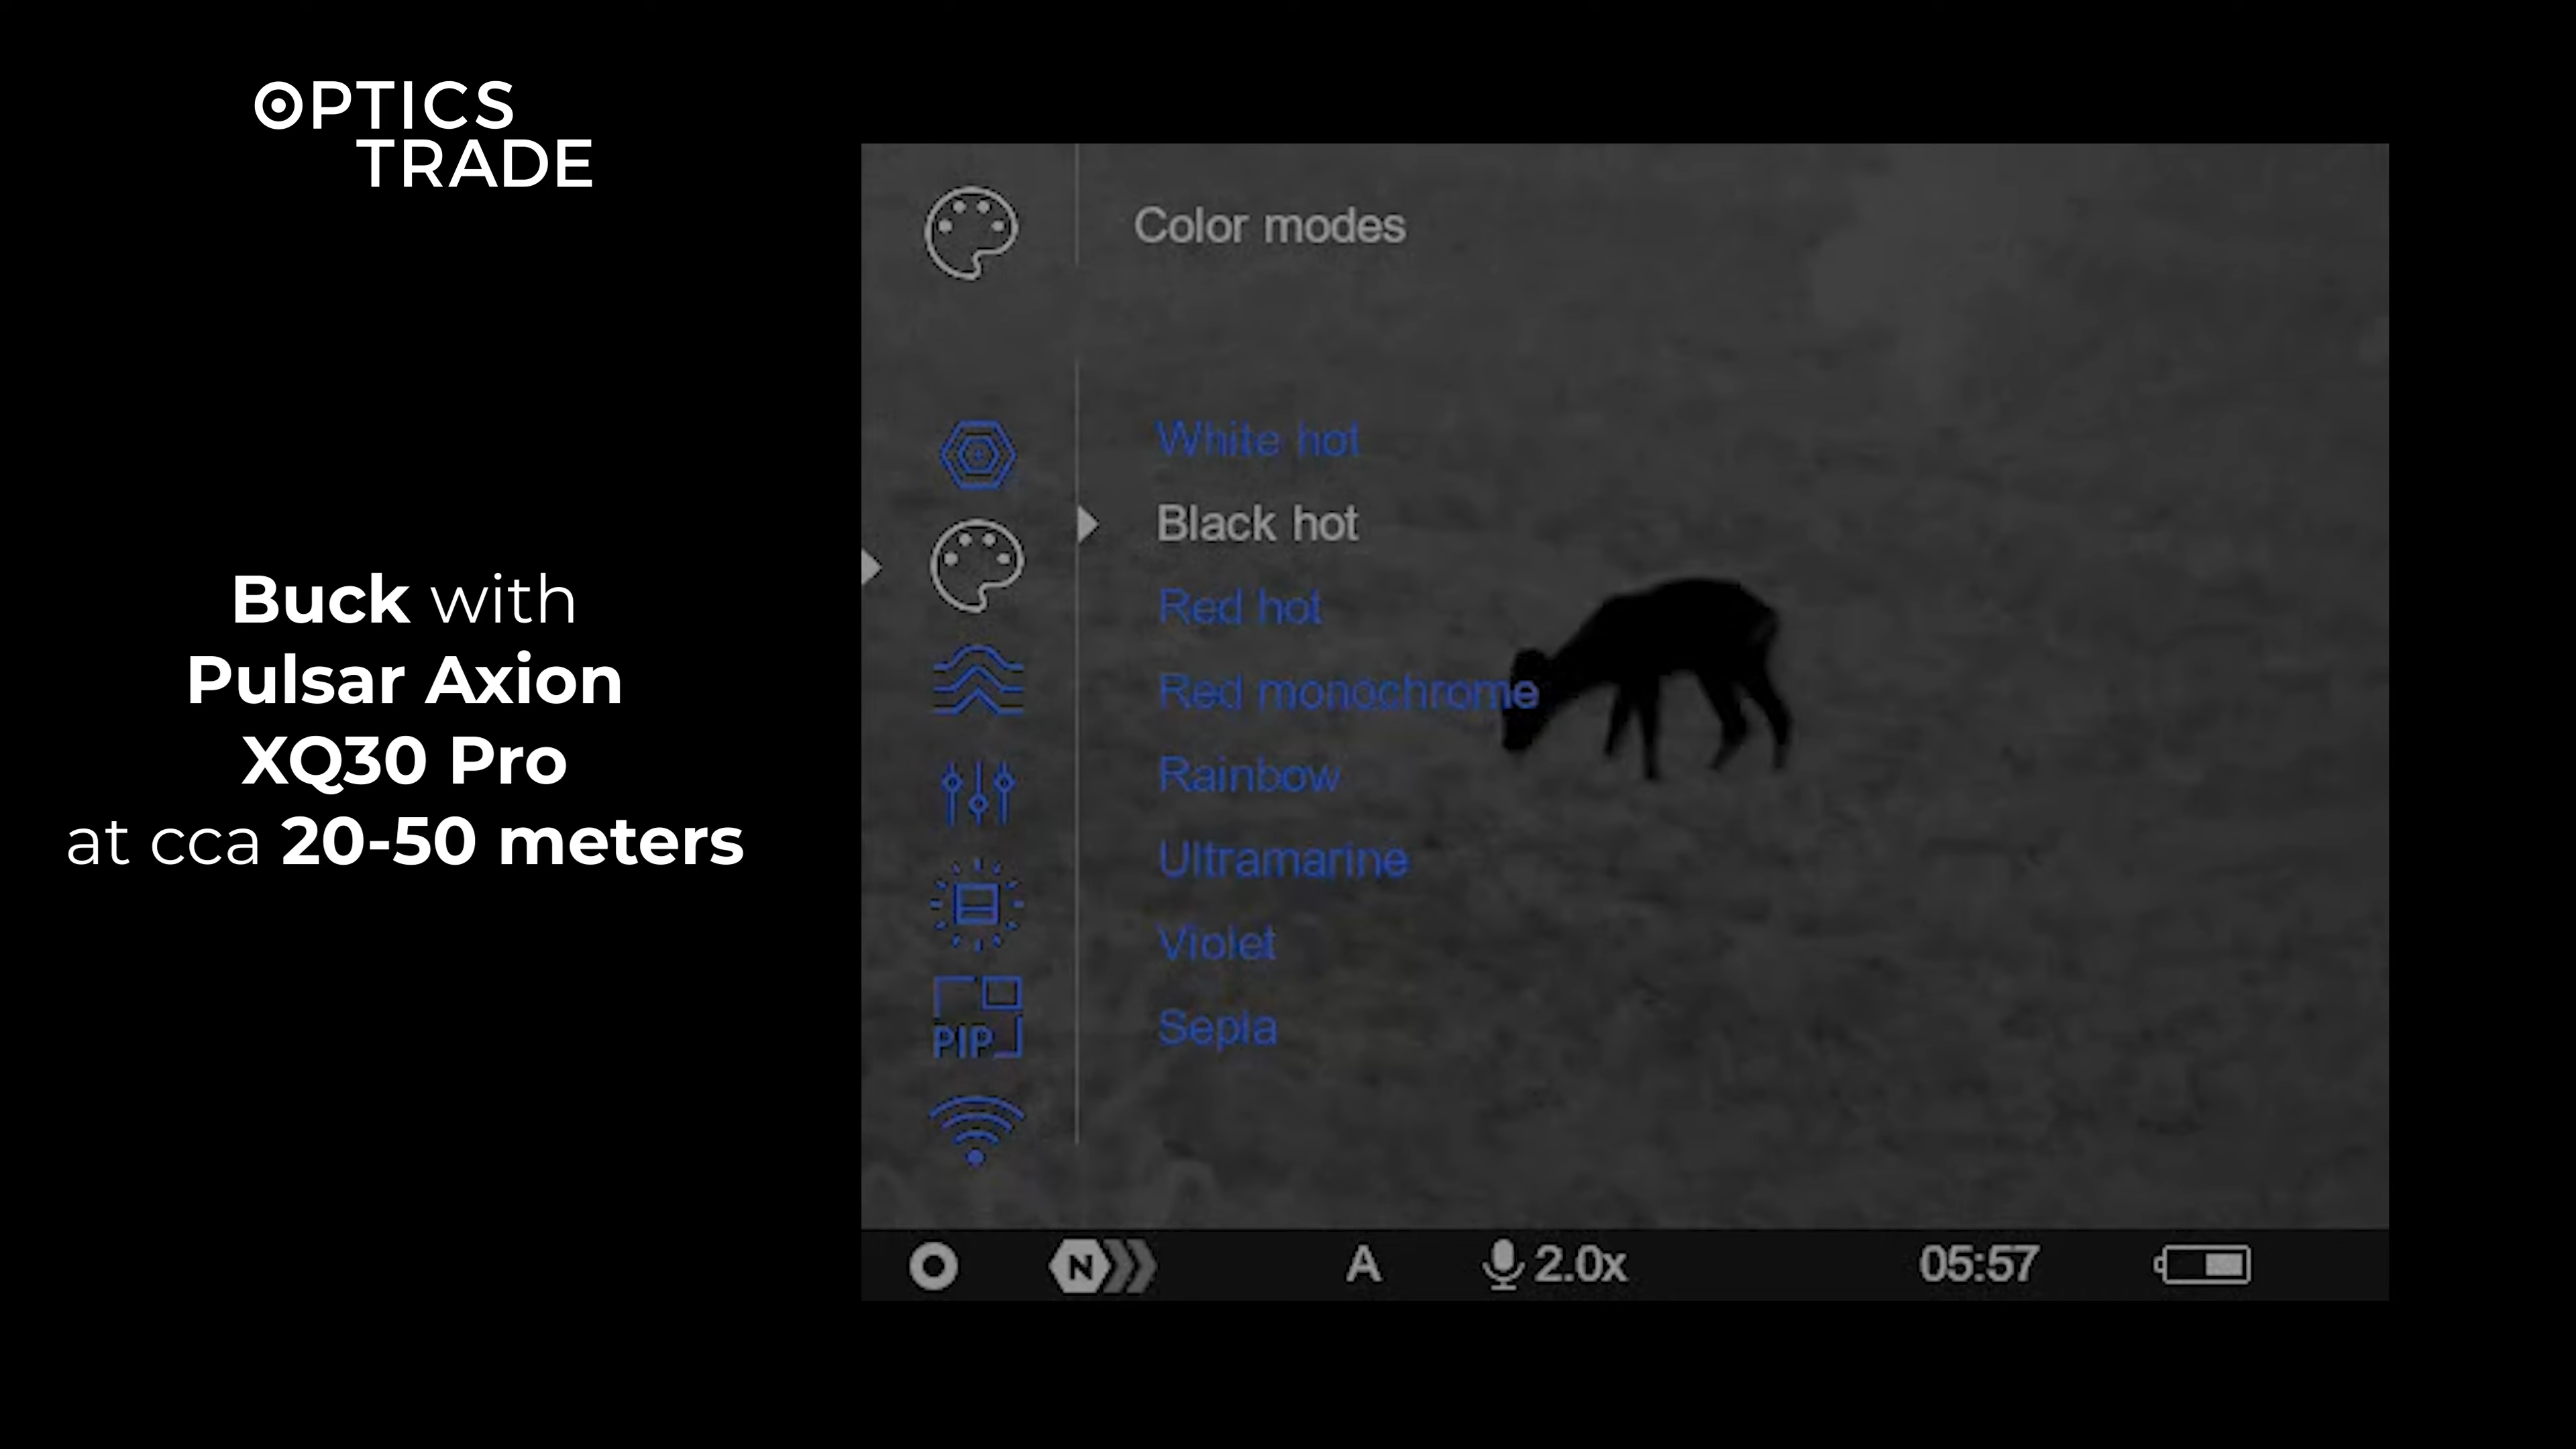 OPTICS
TRADE
Buck with
Pulsar Axion
XQ30 Pro
at cca 20-50 meters
Color modes
White hot
Black hot
Red hot
Red monochrome
Rainbow
Ultramarine
Violet
Sepia
PIP
N
A
2.0x
05:57